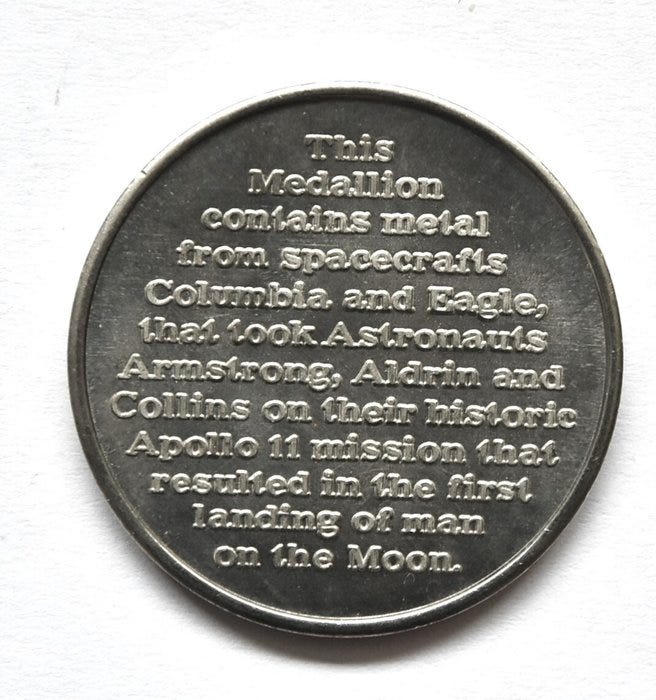 This
Medallion
contains metal
from spacecrafts
Columbia and Eagle,
that took Astronauts
Armstrong, Aldrin and
Collins on their historic
Apollo 11 mission that
resulted in the first
landing of man
on the Moon.